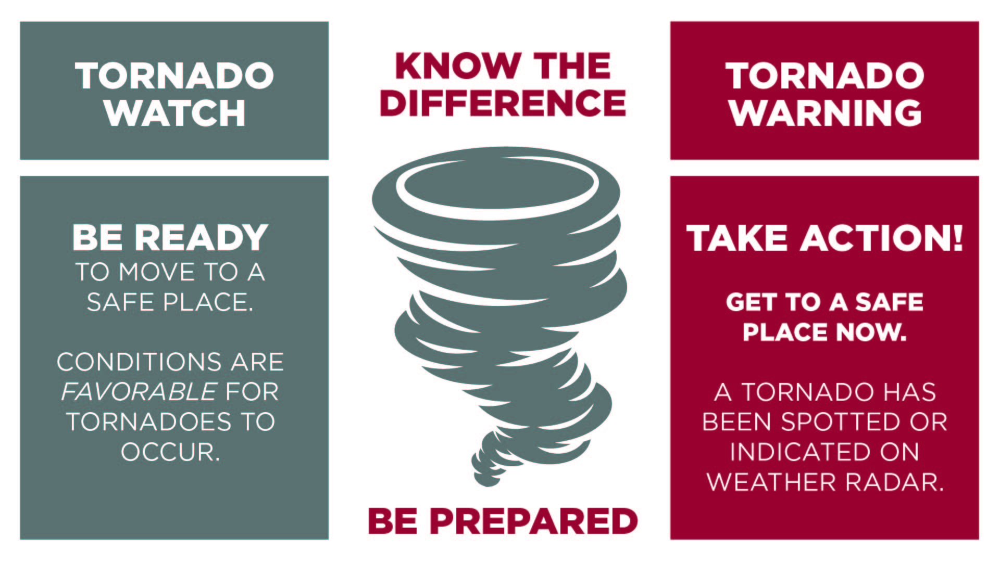 TORNADO
WATCH
BE READY
TO MOVE TO A
SAFE PLACE.
CONDITIONS ARE
FAVORABLE FOR
TORNADOES TO
OCCUR.
KNOW THE
DIFFERENCE
BE PREPARED
TORNADO
WARNING
TAKE ACTION!
GET TO A SAFE
PLACE NOW.
A TORNADO HAS
BEEN SPOTTED OR
INDICATED ON
WEATHER RADAR.